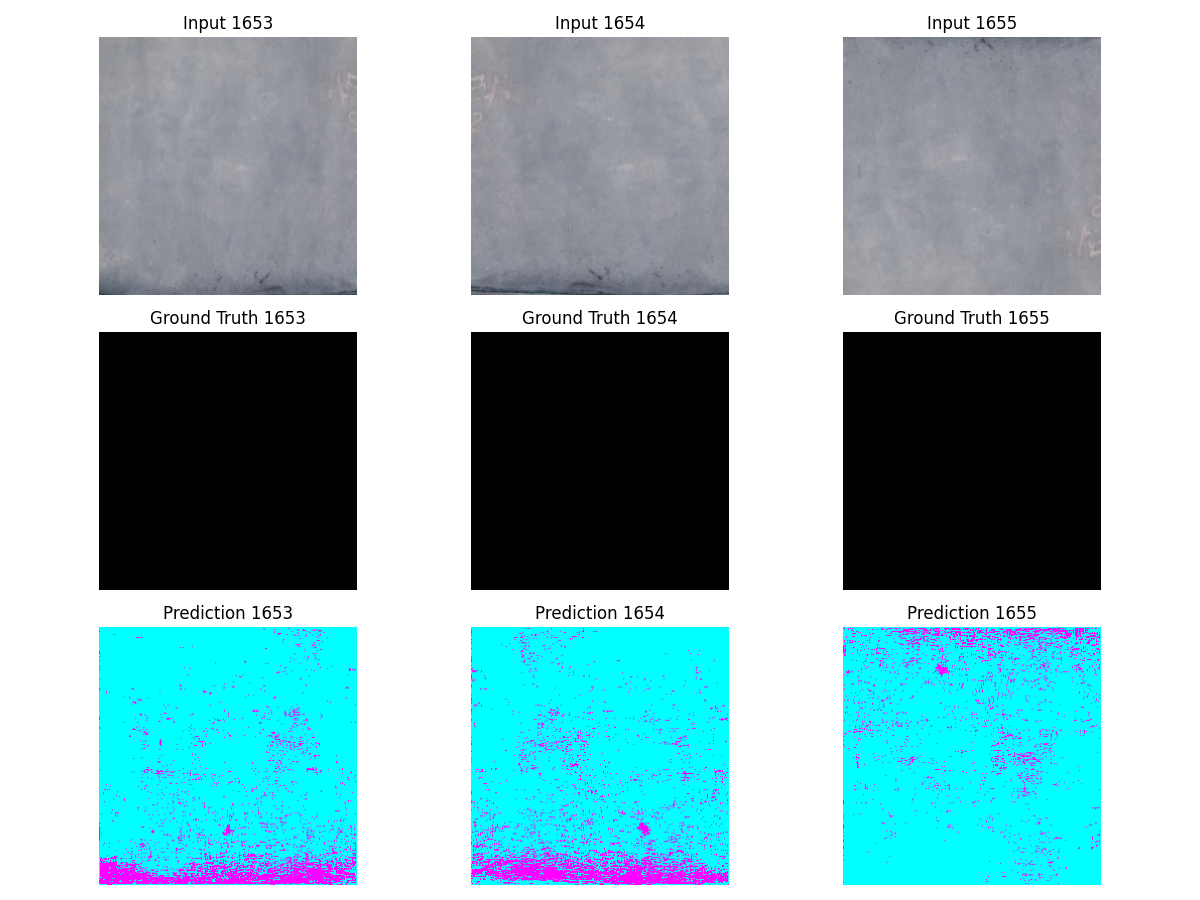 Input 1653
Input 1654
Input 1655
Ground Truth 1653
Ground Truth 1654
Ground Truth 1655
Prediction 1653
Prediction 1654
Prediction 1655